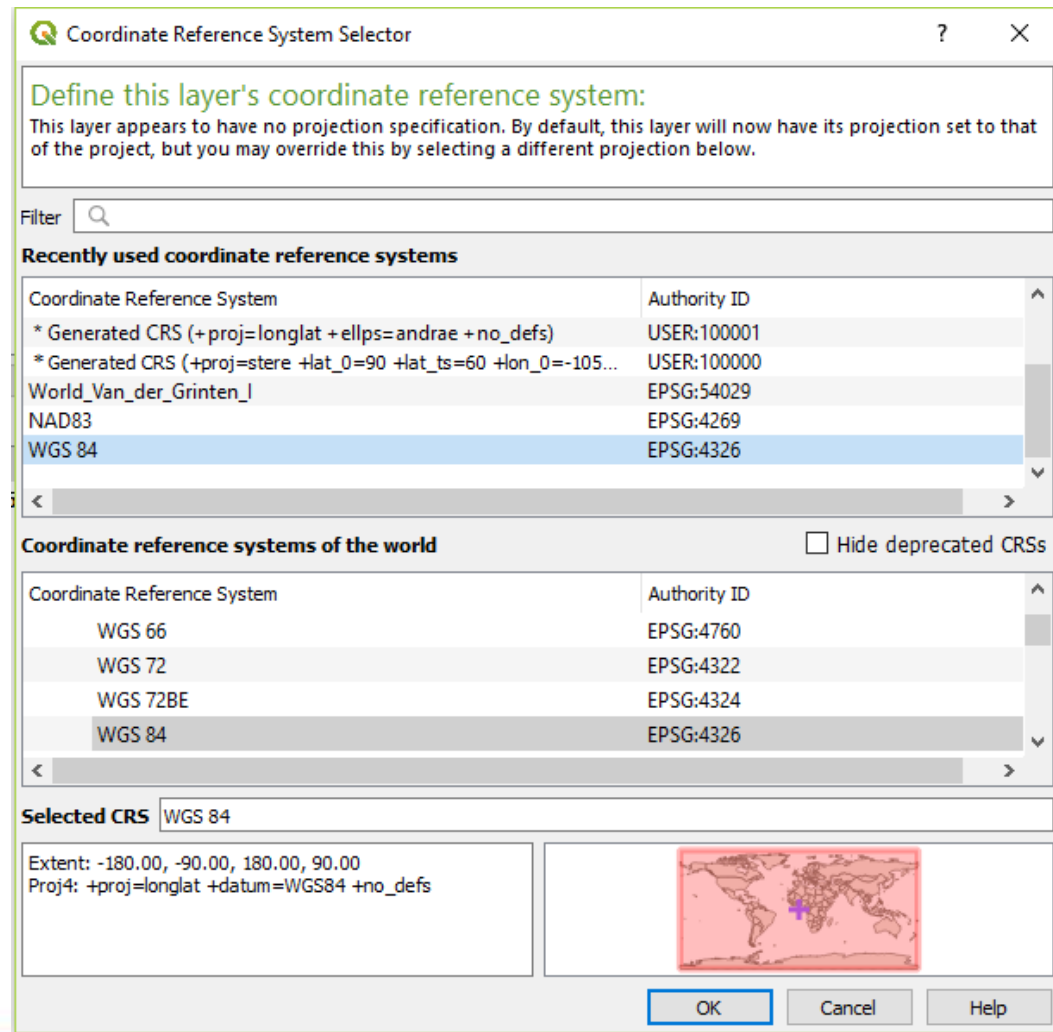 Coordinate Reference System Selector ? ×
Define this layer's coordinate reference system:
This layer appears to have no projection specification. By default, this layer will now have its projection set to that
of the project, but you may override this by selecting a different projection below.
Filter
Recently used coordinate reference systems
Coordinate Reference System Authority ID
* Generated CRS (+proj=longlat +ellps=andrae +no_defs) USER:100001
* Generated CRS (+proj=stere +lat_0=90 +lat_ts=60 +lon_0=-105... USER:100000
World_Van_der_Grinten_I EPSG:54029
NAD83 EPSG:4269
WGS 84 EPSG:4326
Coordinate reference systems of the world Hide deprecated CRSs
Coordinate Reference System Authority ID
WGS 66 EPSG:4760
WGS 72 EPSG:4322
WGS 72BE EPSG:4324
WGS 84 EPSG:4326
Selected CRS WGS 84
Extent: -180.00, -90.00, 180.00, 90.00
Proj4: +proj=longlat +datum=WGS84 +no_defs
OK Cancel Help